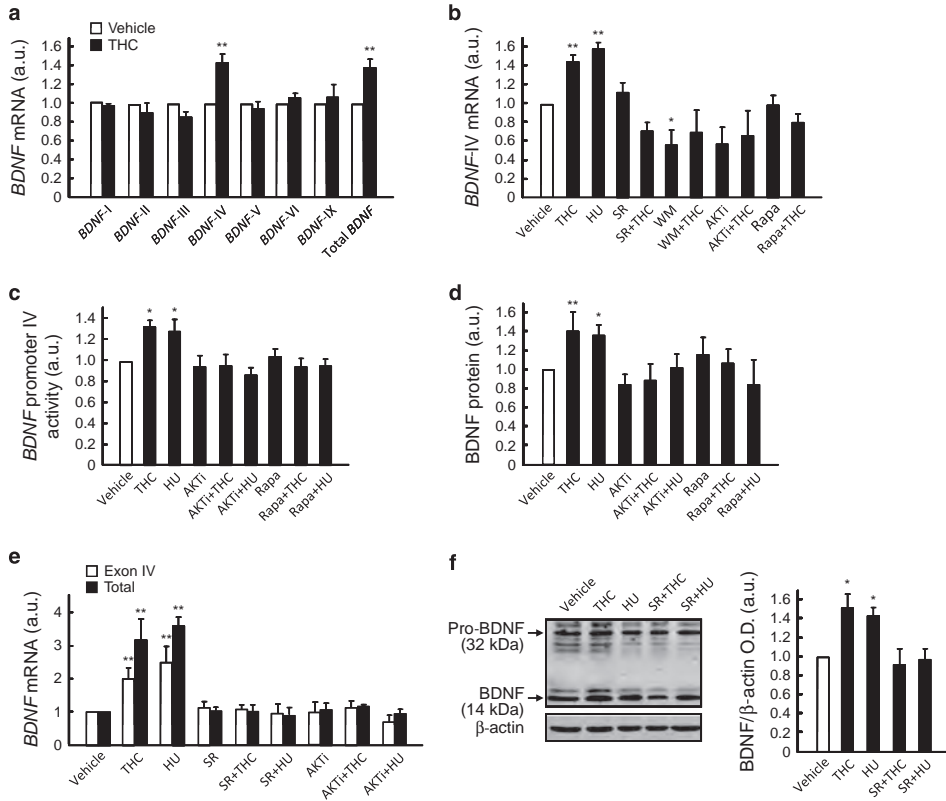 a
Vehicle
THC
BDNF mRNA (a.u.)
1.6
1.4
1.2
1.0
0.8
0.6
0.4
0.2
0
** **
BDNF-I BDNF-II BDNF-III BDNF-IV BDNF-V BDNF-VI BDNF-IX Total BDNF
b
BDNF-IV mRNA (a.u.)
1.6
1.4
1.2
1.0
0.8
0.6
0.4
0.2
0
** ** *
Vehicle THC HU SR SR+THC WM WM+THC AKTi AKTi+THC Rapa Rapa+THC
c
BDNF promoter IV
activity (a.u.)
1.4
1.2
1.0
0.8
0.6
0.4
0.2
0
* *
Vehicle THC HU AKTi AKTi+THC AKTi+HU Rapa Rapa+THC Rapa+HU
d
BDNF protein (a.u.)
1.6
1.4
1.2
1.0
0.8
0.6
0.4
0.2
0
** *
Vehicle THC HU AKTi AKTi+THC AKTi+HU Rapa Rapa+THC Rapa+HU
e
Exon IV
Total
BDNF mRNA (a.u.)
4
3
2
1
0
** ** ** **
Vehicle THC HU SR SR+THC SR+HU AKTi AKTi+THC AKTi+HU
f
Vehicle THC HU SR+THC SR+HU
Pro-BDNF
(32 kDa)
BDNF
(14 kDa)
β-actin
BDNF/β-actin O.D. (a.u.)
1.6
1.4
1.2
1.0
0.8
0.6
0.4
0.2
0
* *
Vehicle THC HU SR+THC SR+HU